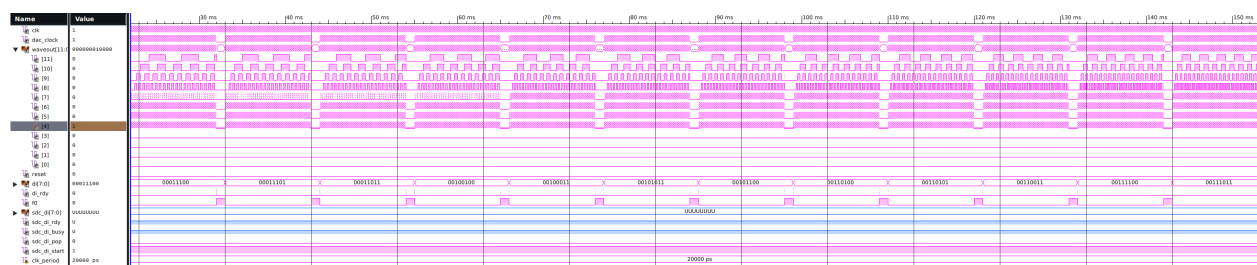 Name Value 30 ms 40 ms 50 ms 60 ms 70 ms 80 ms 90 ms 100 ms 110 ms 120 ms 130 ms 140 ms 150 ms
clk 1
dac_clock 1
waveout[11:0] 000000010000
[11] 0
[10] 0
[9] 0
[8] 0
[7] 0
[6] 0
[5] 0
[4] 1
[3] 0
[2] 0
[1] 0
[0] 0
reset 0
di[7:0] 00011100 00011100 00011101 00011011 00100100 00100011 00101011 00110100 00110101 00110011 00111100 00111011
di_rdy 0
f0 0
sdc_di[7:0] UUUUUUUU UUUUUUUU
sdc_di_rdy U
sdc_di_busy U
sdc_di_pop 0
sdc_di_start 1
clk_period 20000 ps 20000 ps